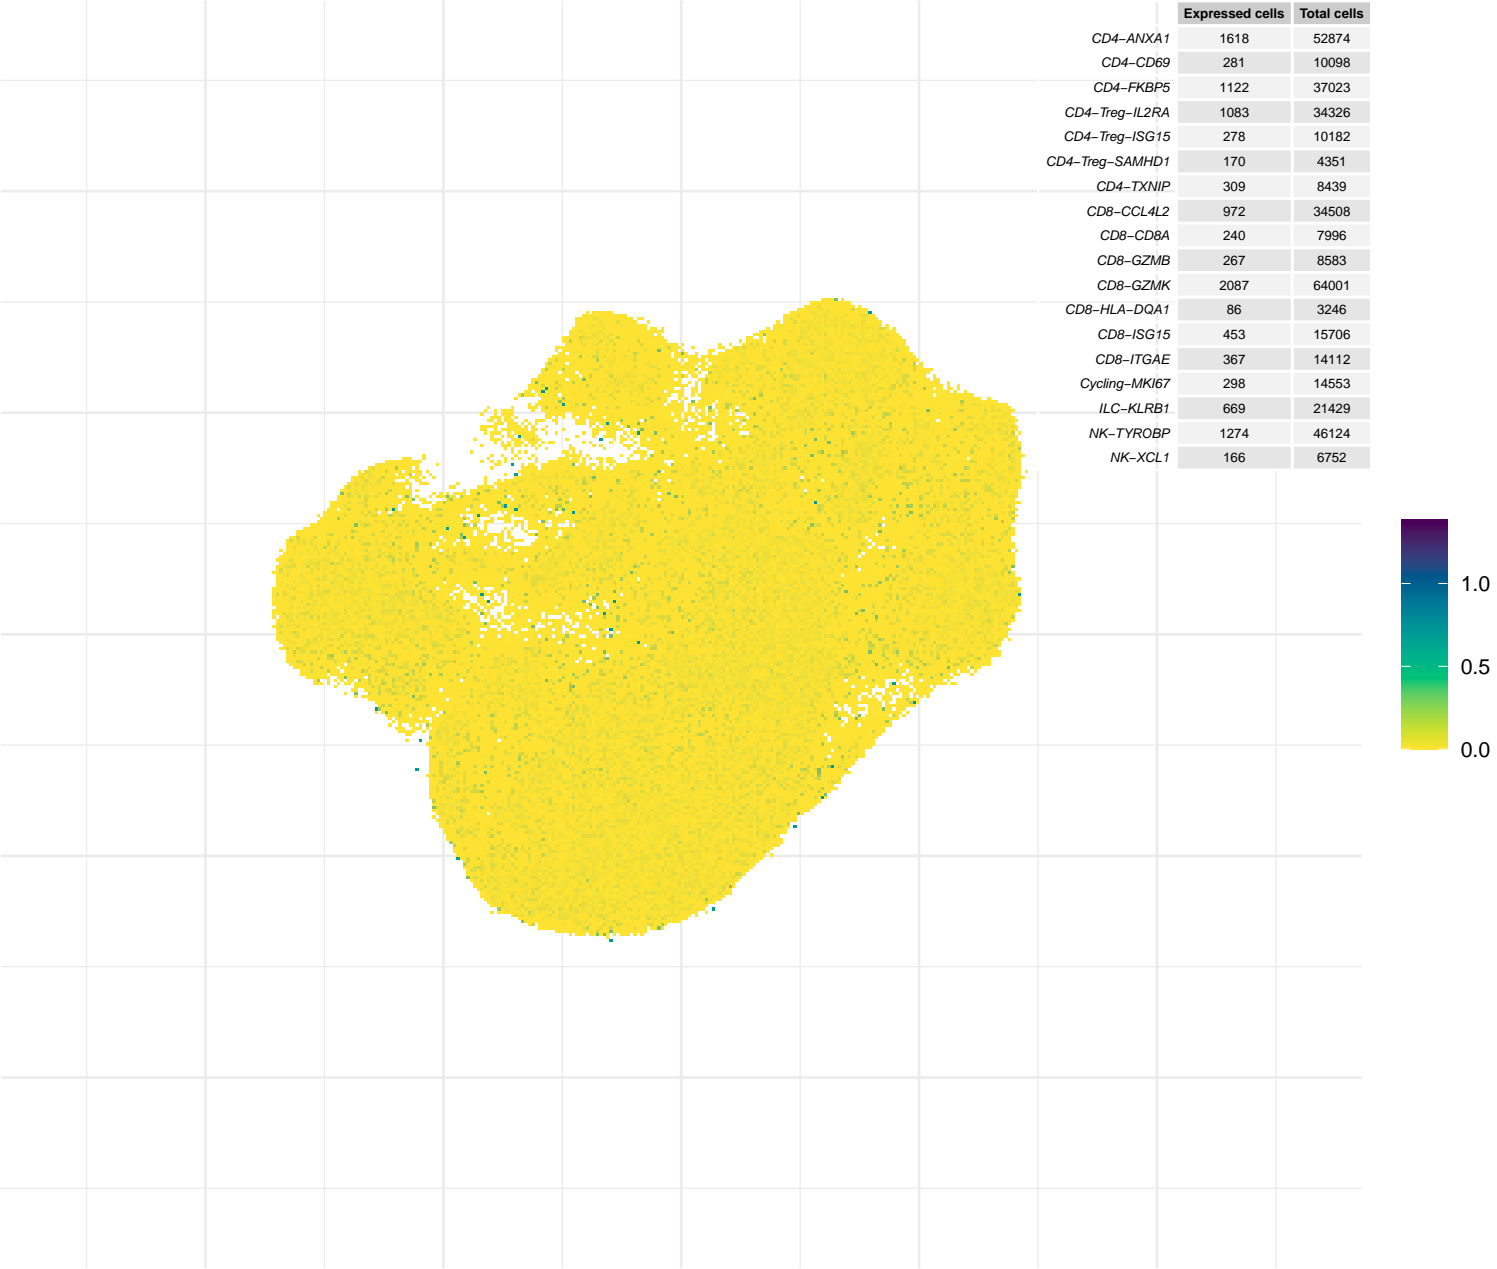 Expressed cells Total cells
CD4−ANXA1 1618 52874
CD4−CD69 281 10098
CD4−FKBP5 1122 37023
CD4−Treg−IL2RA 1083 34326
CD4−Treg−ISG15 278 10182
CD4−Treg−SAMHD1 170 4351
CD4−TXNIP 309 8439
CD8−CCL4L2 972 34508
CD8−CD8A 240 7996
CD8−GZMB 267 8583
CD8−GZMK 2087 64001
CD8−HLA−DQA1 86 3246
CD8−ISG15 453 15706
CD8−ITGAE 367 14112
Cycling−MKI67 298 14553
ILC−KLRB1 669 21429
NK−TYROBP 1274 46124
NK−XCL1 166 6752
1.0
0.5
0.0